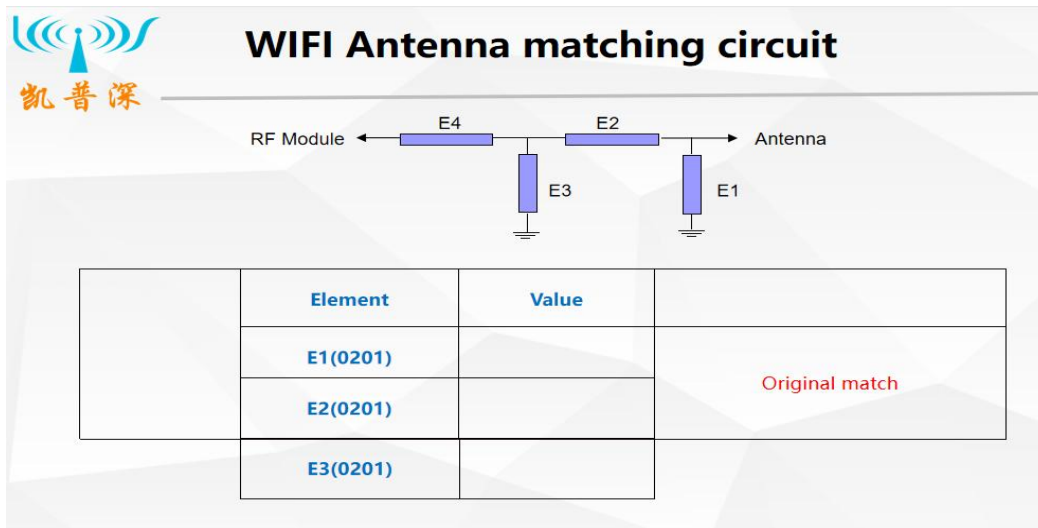 WIFI Antenna matching circuit
凯普深
RF Module
E4
E2
Antenna
E3
E1
Element
Value
E1(0201)
Original match
E2(0201)
E3(0201)